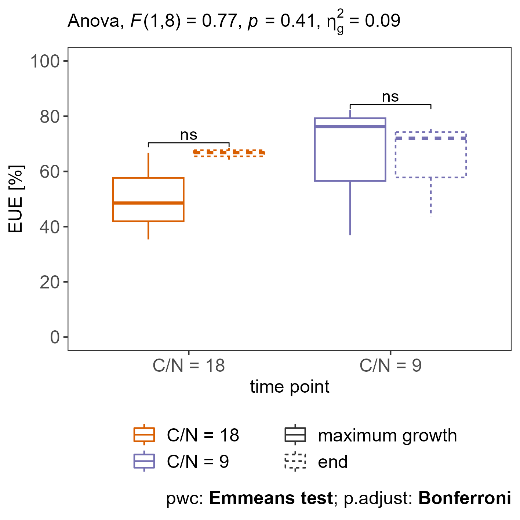 Anova, F(1,8) = 0.77, p = 0.41, η²g = 0.09
100
80
60
40
20
0
EUE [%]
ns
ns
C/N = 18
C/N = 9
time point
C/N = 18
maximum growth
C/N = 9
end
pwc: Emmeans test; p.adjust: Bonferroni